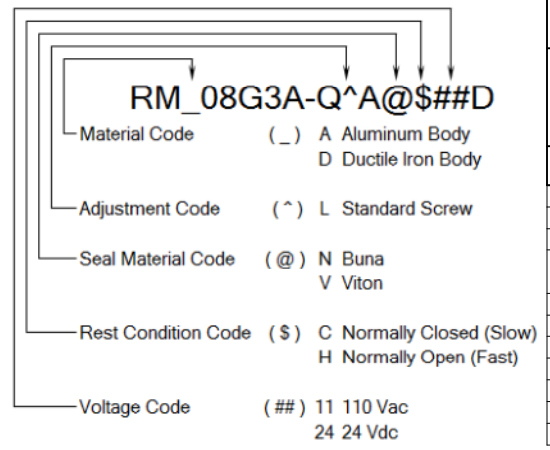 RM_08G3A-Q^A@$##D
Material Code ( _ ) A Aluminum Body
D Ductile Iron Body
Adjustment Code ( ^ ) L Standard Screw
Seal Material Code ( @ ) N Buna
V Viton
Rest Condition Code ( $ ) C Normally Closed (Slow)
H Normally Open (Fast)
Voltage Code ( ## ) 11 110 Vac
24 24 Vdc